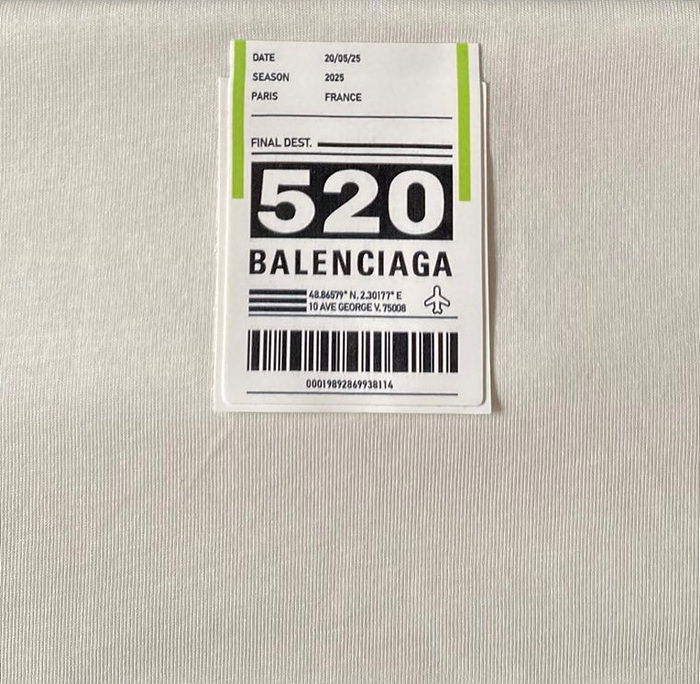 DATE 20/05/25
SEASON 2025
PARIS FRANCE
FINAL DEST.
520
BALENCIAGA
48.86579° N, 2.30177° E
10 AVE GEORGE V, 75008
00019892869938114